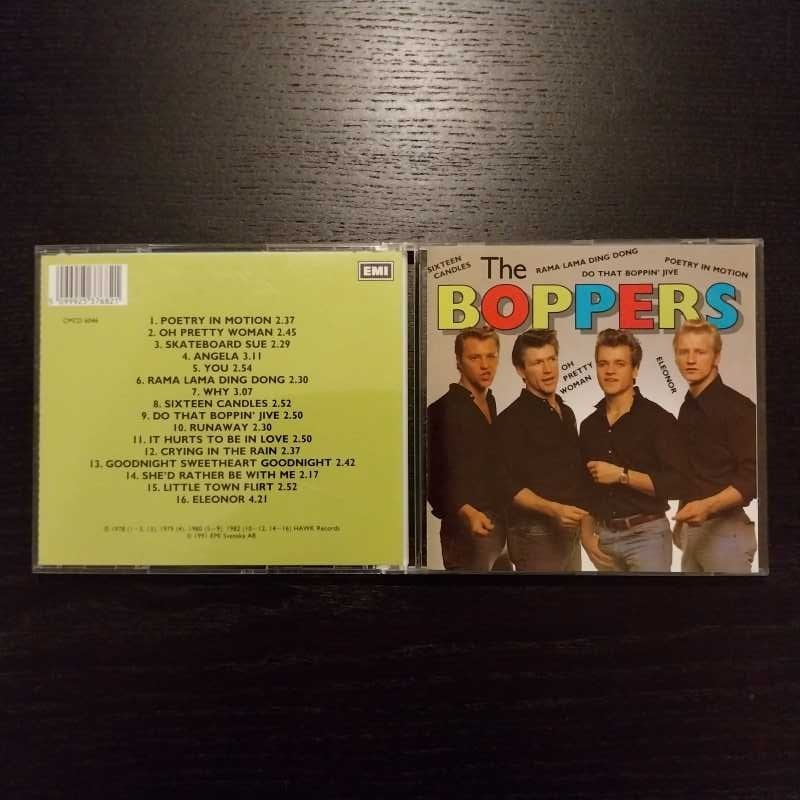 5 099923 376821
EMI
CMCD 6046
1. POETRY IN MOTION 2.37
2. OH PRETTY WOMAN 2.45
3. SKATEBOARD SUE 2.29
4. ANGELA 3.11
5. YOU 2.54
6. RAMA LAMA DING DONG 2.30
7. WHY 3.07
8. SIXTEEN CANDLES 2.52
9. DO THAT BOPPIN' JIVE 2.50
10. RUNAWAY 2.30
11. IT HURTS TO BE IN LOVE 2.50
12. CRYING IN THE RAIN 2.37
13. GOODNIGHT SWEETHEART GOODNIGHT 2.42
14. SHE'D RATHER BE WITH ME 2.17
15. LITTLE TOWN FLIRT 2.52
16. ELEONOR 4.21
℗ 1978 (1–3, 13), 1979 (4), 1980 (5–9), 1982 (10–12, 14–16) HAWK Records
© 1991 EMI Svenska AB
SIXTEEN
CANDLES
The
RAMA LAMA DING DONG
DO THAT BOPPIN' JIVE
POETRY IN MOTION
BOPPERS
OH
PRETTY
WOMAN
ELEONOR